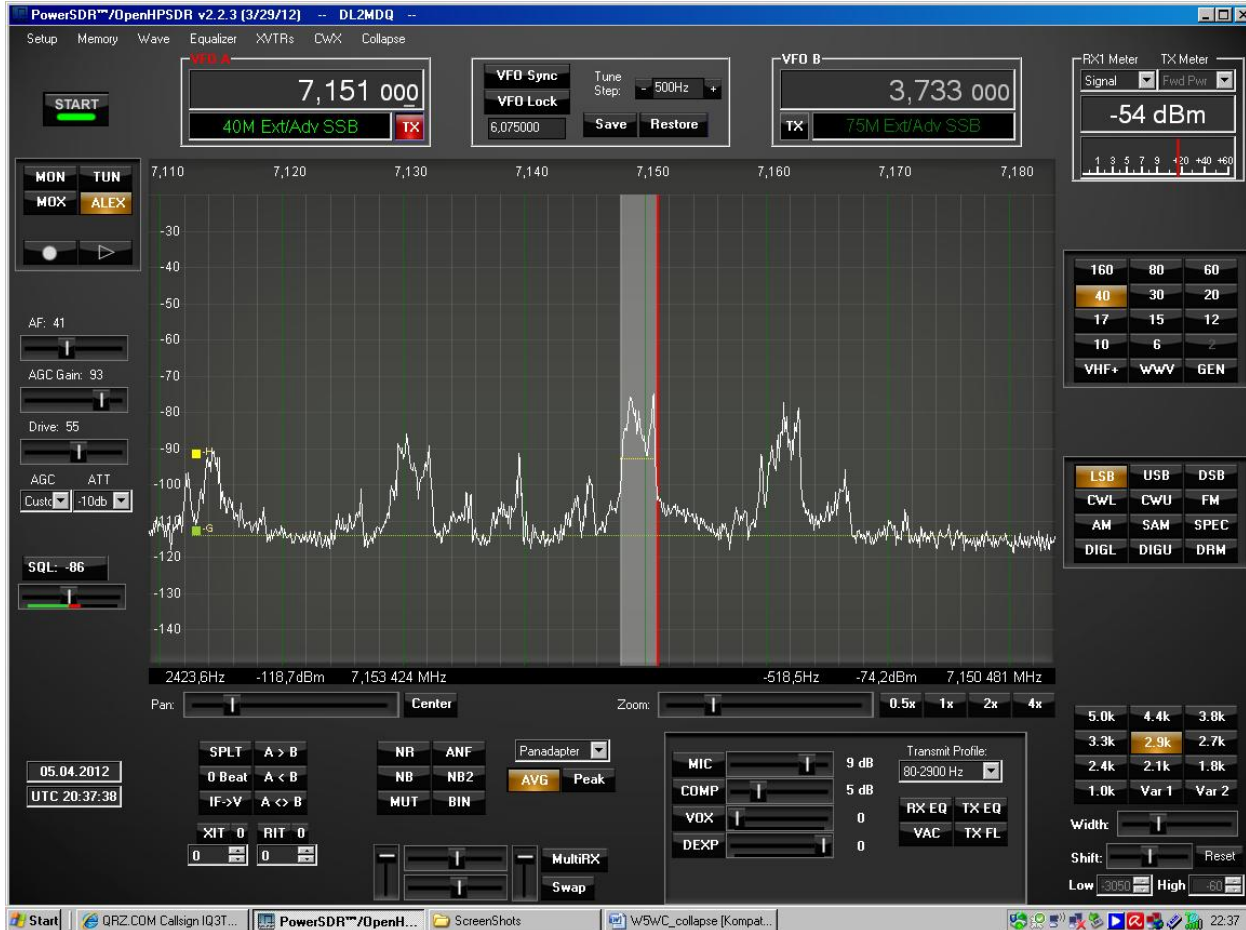 PowerSDR™/OpenHPSDR v2.2.3 (3/29/12) -- DL2MDQ --
Setup Memory Wave Equalizer XVTRs CWX Collapse
START
VFO A
7,151 000
40M Ext/Adv SSB TX
VFO Sync
VFO Lock
6,075000
Tune Step: - 500Hz +
Save Restore
VFO B
3,733 000
TX 75M Ext/Adv SSB
RX1 Meter TX Meter
Signal Fwd Pwr
-54 dBm
1 3 5 7 9 +20 +40 +60
MON TUN
MOX ALEX
AF: 41
AGC Gain: 93
Drive: 55
AGC ATT
Custo -10db
SQL: -86
7,110 7,120 7,130 7,140 7,150 7,160 7,170 7,180
-30
-40
-50
-60
-70
-80
-90
-100
-110
-120
-130
-140
-H
-G
2423,6Hz -118,7dBm 7,153 424 MHz -518,5Hz -74,2dBm 7,150 481 MHz
Pan: Center Zoom: 0.5x 1x 2x 4x
160 80 60
40 30 20
17 15 12
10 6 2
VHF+ WWV GEN
LSB USB DSB
CWL CWU FM
AM SAM SPEC
DIGL DIGU DRM
5.0k 4.4k 3.8k
3.3k 2.9k 2.7k
2.4k 2.1k 1.8k
1.0k Var 1 Var 2
Width:
Shift: Reset
Low -3050 High -60
05.04.2012
UTC 20:37:38
SPLT A > B
0 Beat A < B
IF->V A <> B
XIT 0 RIT 0
0 0
NR ANF
NB NB2
MUT BIN
Panadapter
AVG Peak
MultiRX
Swap
MIC 9 dB
COMP 5 dB
VOX 0
DEXP 0
Transmit Profile:
80-2900 Hz
RX EQ TX EQ
VAC TX FL
Start QRZ.COM Callsign IQ3T... PowerSDR™/OpenH... ScreenShots W5WC_collapse [Kompat... 22:37